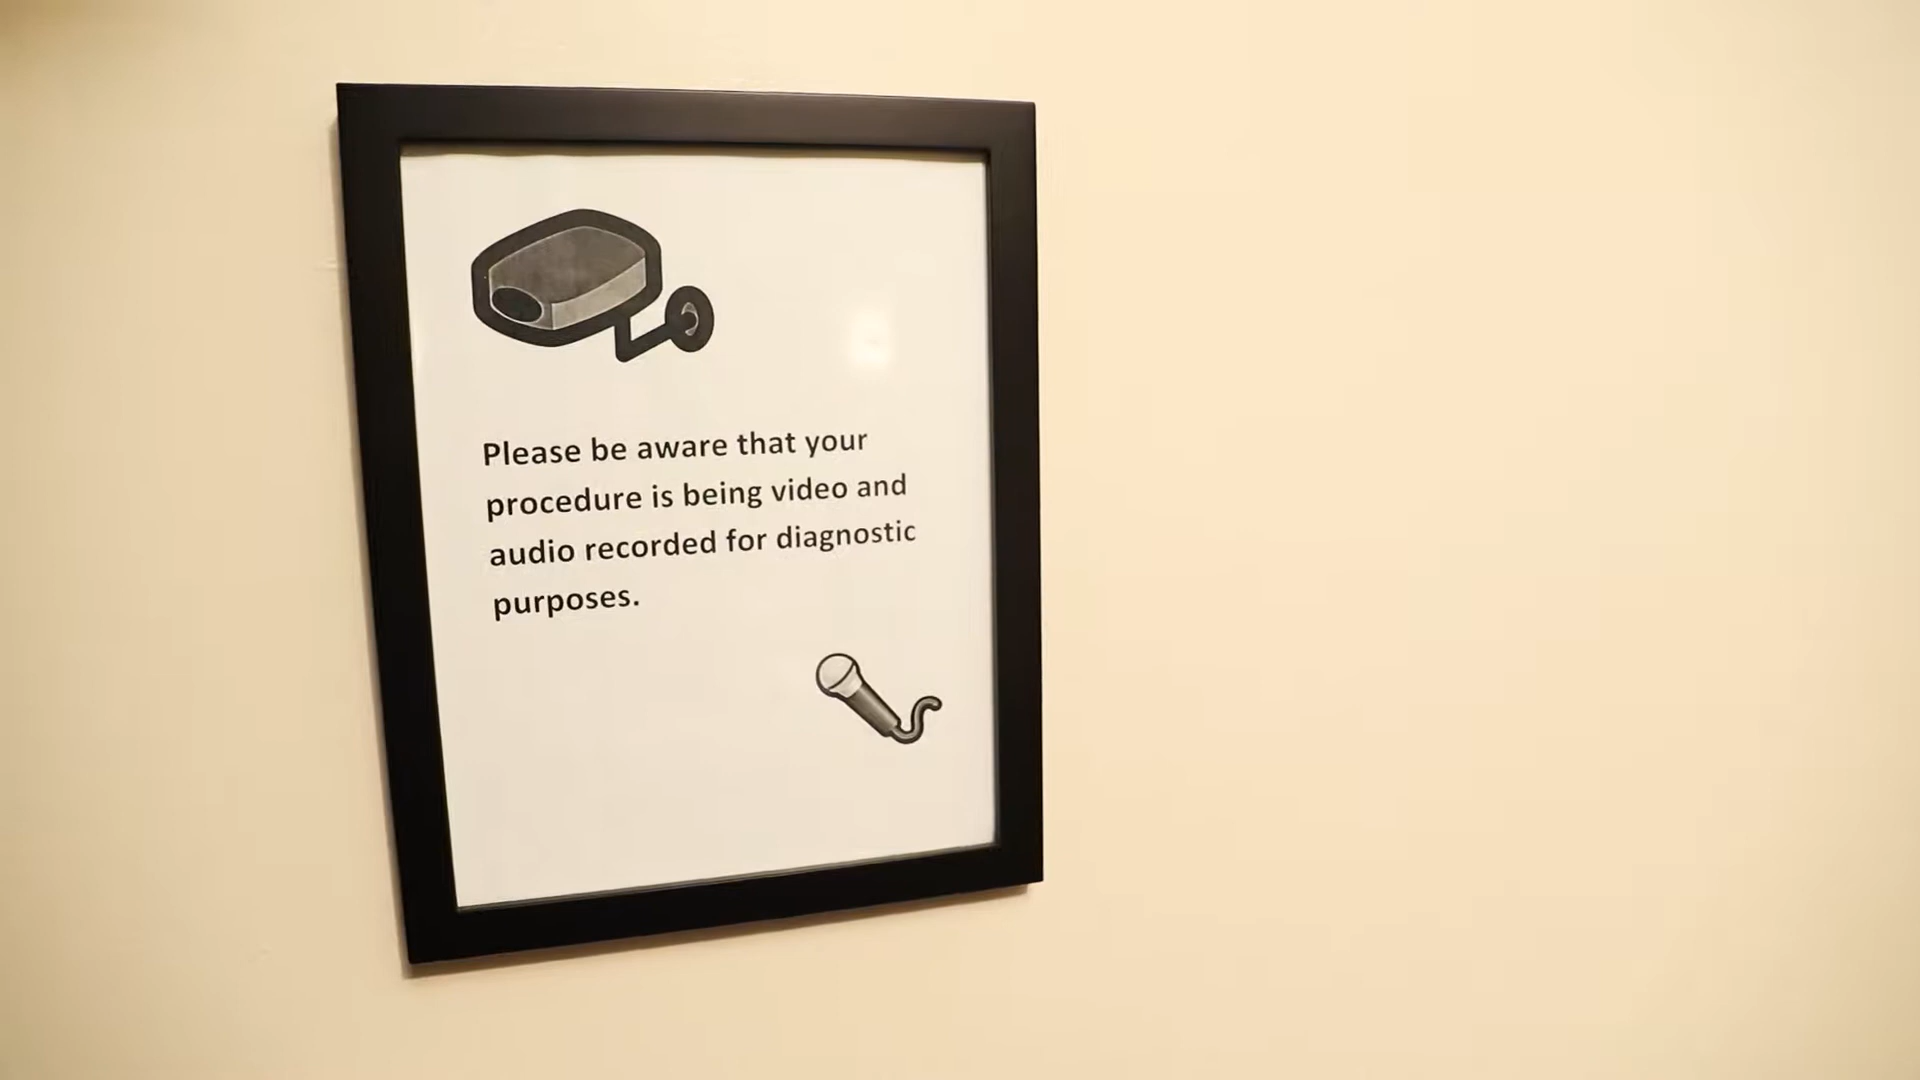 Please be aware that your
procedure is being video and
audio recorded for diagnostic
purposes.